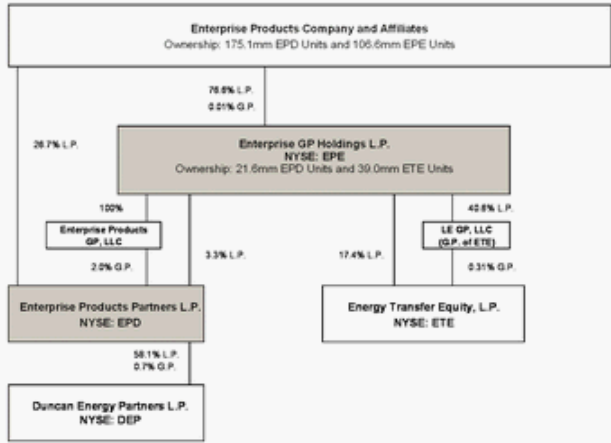 Enterprise Products Company and Affiliates
Ownership: 175.1mm EPD Units and 106.6mm EPE Units
76.6% L.P.
0.01% G.P.
26.7% L.P.
Enterprise GP Holdings L.P.
NYSE: EPE
Ownership: 21.6mm EPD Units and 39.0mm ETE Units
100%
40.6% L.P.
Enterprise Products
GP, LLC
LE GP, LLC
(G.P. of ETE)
3.3% L.P.
17.4% L.P.
2.0% G.P.
0.31% G.P.
Enterprise Products Partners L.P.
NYSE: EPD
Energy Transfer Equity, L.P.
NYSE: ETE
58.1% L.P.
0.7% G.P.
Duncan Energy Partners L.P.
NYSE: DEP